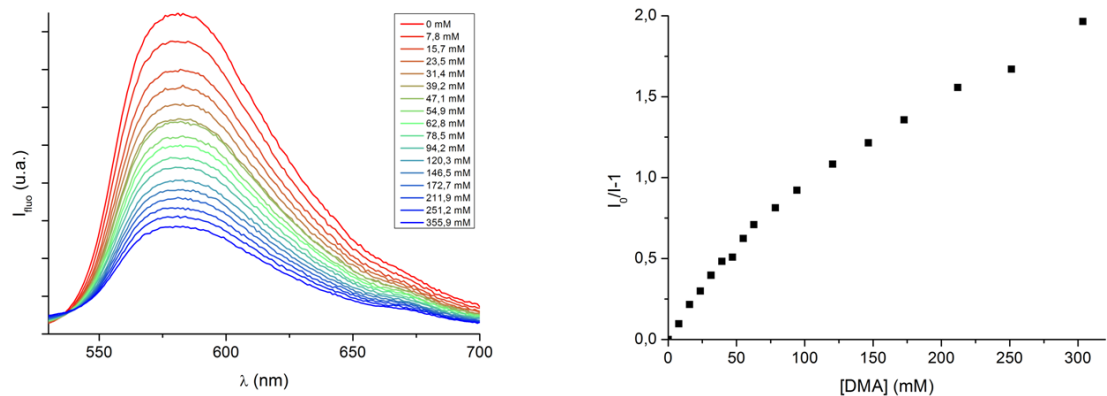 0 mM
7,8 mM
15,7 mM
23,5 mM
31,4 mM
39,2 mM
47,1 mM
54,9 mM
62,8 mM
78,5 mM
94,2 mM
120,3 mM
146,5 mM
172,7 mM
211,9 mM
251,2 mM
355,9 mM
I_fluo (u.a.)
550
600
650
700
λ (nm)
2,0
1,5
1,0
0,5
0,0
I_0/I-1
0
50
100
150
200
250
300
[DMA] (mM)